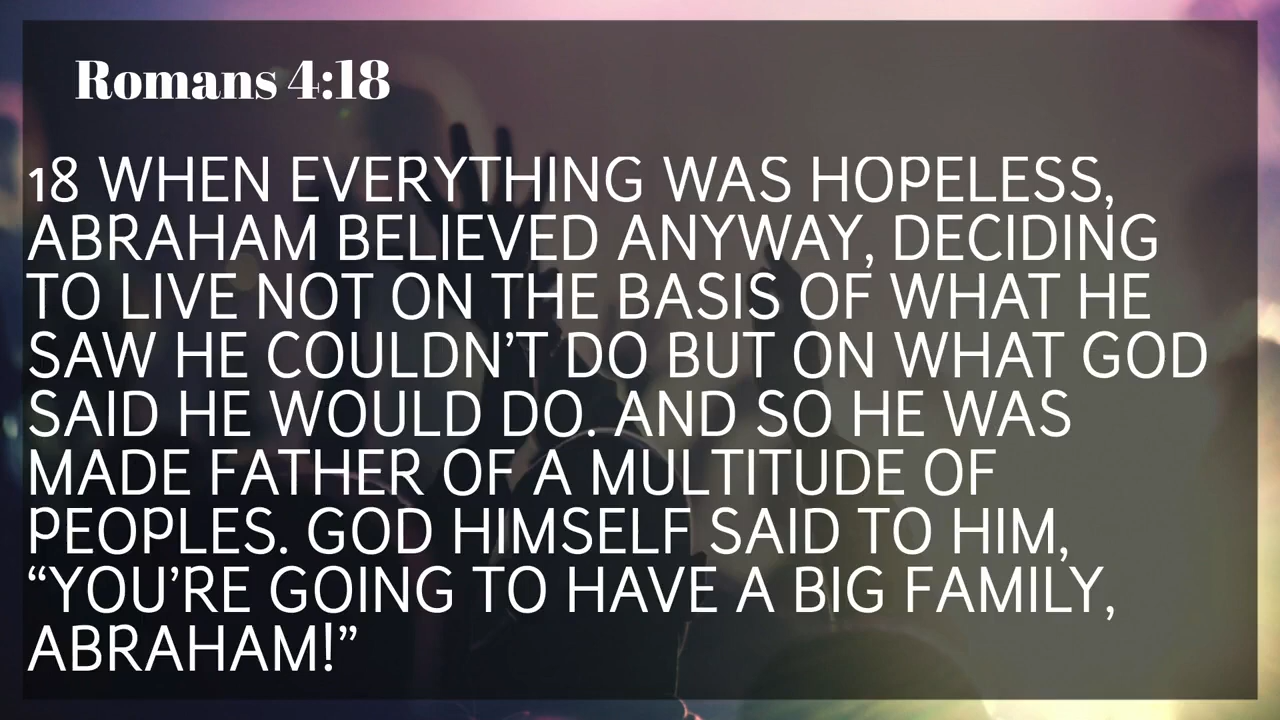 Romans 4:18
18 WHEN EVERYTHING WAS HOPELESS,
ABRAHAM BELIEVED ANYWAY, DECIDING
TO LIVE NOT ON THE BASIS OF WHAT HE
SAW HE COULDN’T DO BUT ON WHAT GOD
SAID HE WOULD DO. AND SO HE WAS
MADE FATHER OF A MULTITUDE OF
PEOPLES. GOD HIMSELF SAID TO HIM,
“YOU’RE GOING TO HAVE A BIG FAMILY,
ABRAHAM!”